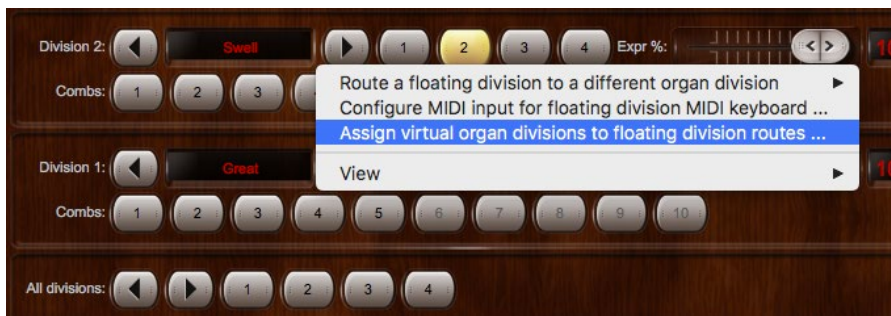 Division 2: Swell 1 2 3 4 Expr %: < > 10
Combs: 1 2 3
Route a floating division to a different organ division
Configure MIDI input for floating division MIDI keyboard ...
Assign virtual organ divisions to floating division routes ...
View
Division 1: Great 10
Combs: 1 2 3 4 5 6 7 8 9 10
All divisions: 1 2 3 4